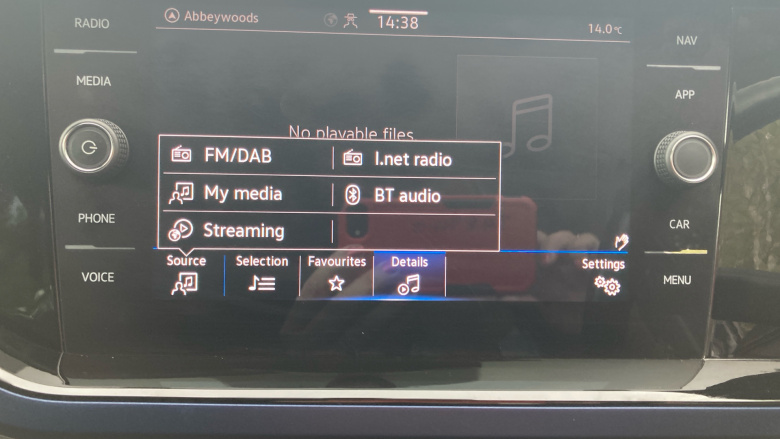 RADIO
MEDIA
PHONE
VOICE
Abbeywoods
14:38
14.0°C
No playable files
FM/DAB
I.net radio
My media
BT audio
Streaming
Source
Selection
Favourites
Details
Settings
NAV
APP
CAR
MENU